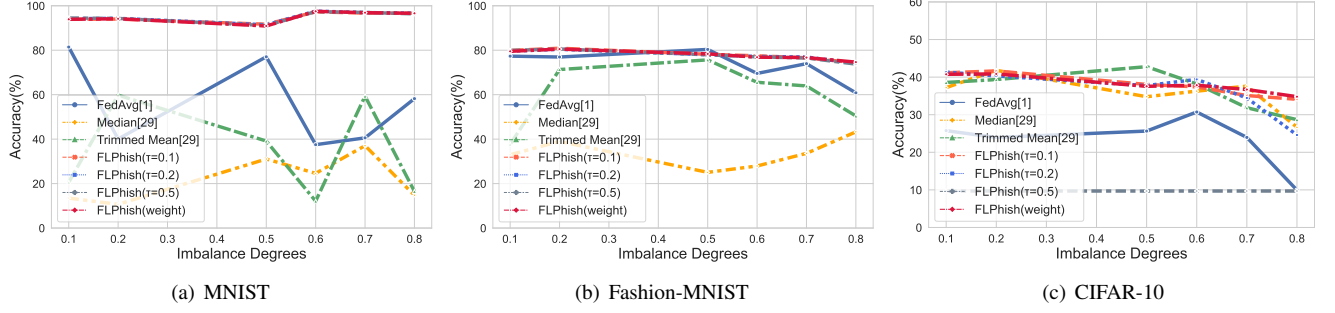 100
80
60
40
20
0
Accuracy(%)
FedAvg[1]
Median[29]
Trimmed Mean[29]
FLPhish(τ=0.1)
FLPhish(τ=0.2)
FLPhish(τ=0.5)
FLPhish(weight)
0.1 0.2 0.3 0.4 0.5 0.6 0.7 0.8
Imbalance Degrees
(a) MNIST
100
80
60
40
20
0
Accuracy(%)
FedAvg[1]
Median[29]
Trimmed Mean[29]
FLPhish(τ=0.1)
FLPhish(τ=0.2)
FLPhish(τ=0.5)
FLPhish(weight)
0.1 0.2 0.3 0.4 0.5 0.6 0.7 0.8
Imbalance Degrees
(b) Fashion-MNIST
60
50
40
30
20
10
0
Accuracy(%)
FedAvg[1]
Median[29]
Trimmed Mean[29]
FLPhish(τ=0.1)
FLPhish(τ=0.2)
FLPhish(τ=0.5)
FLPhish(weight)
0.1 0.2 0.3 0.4 0.5 0.6 0.7 0.8
Imbalance Degrees
(c) CIFAR-10